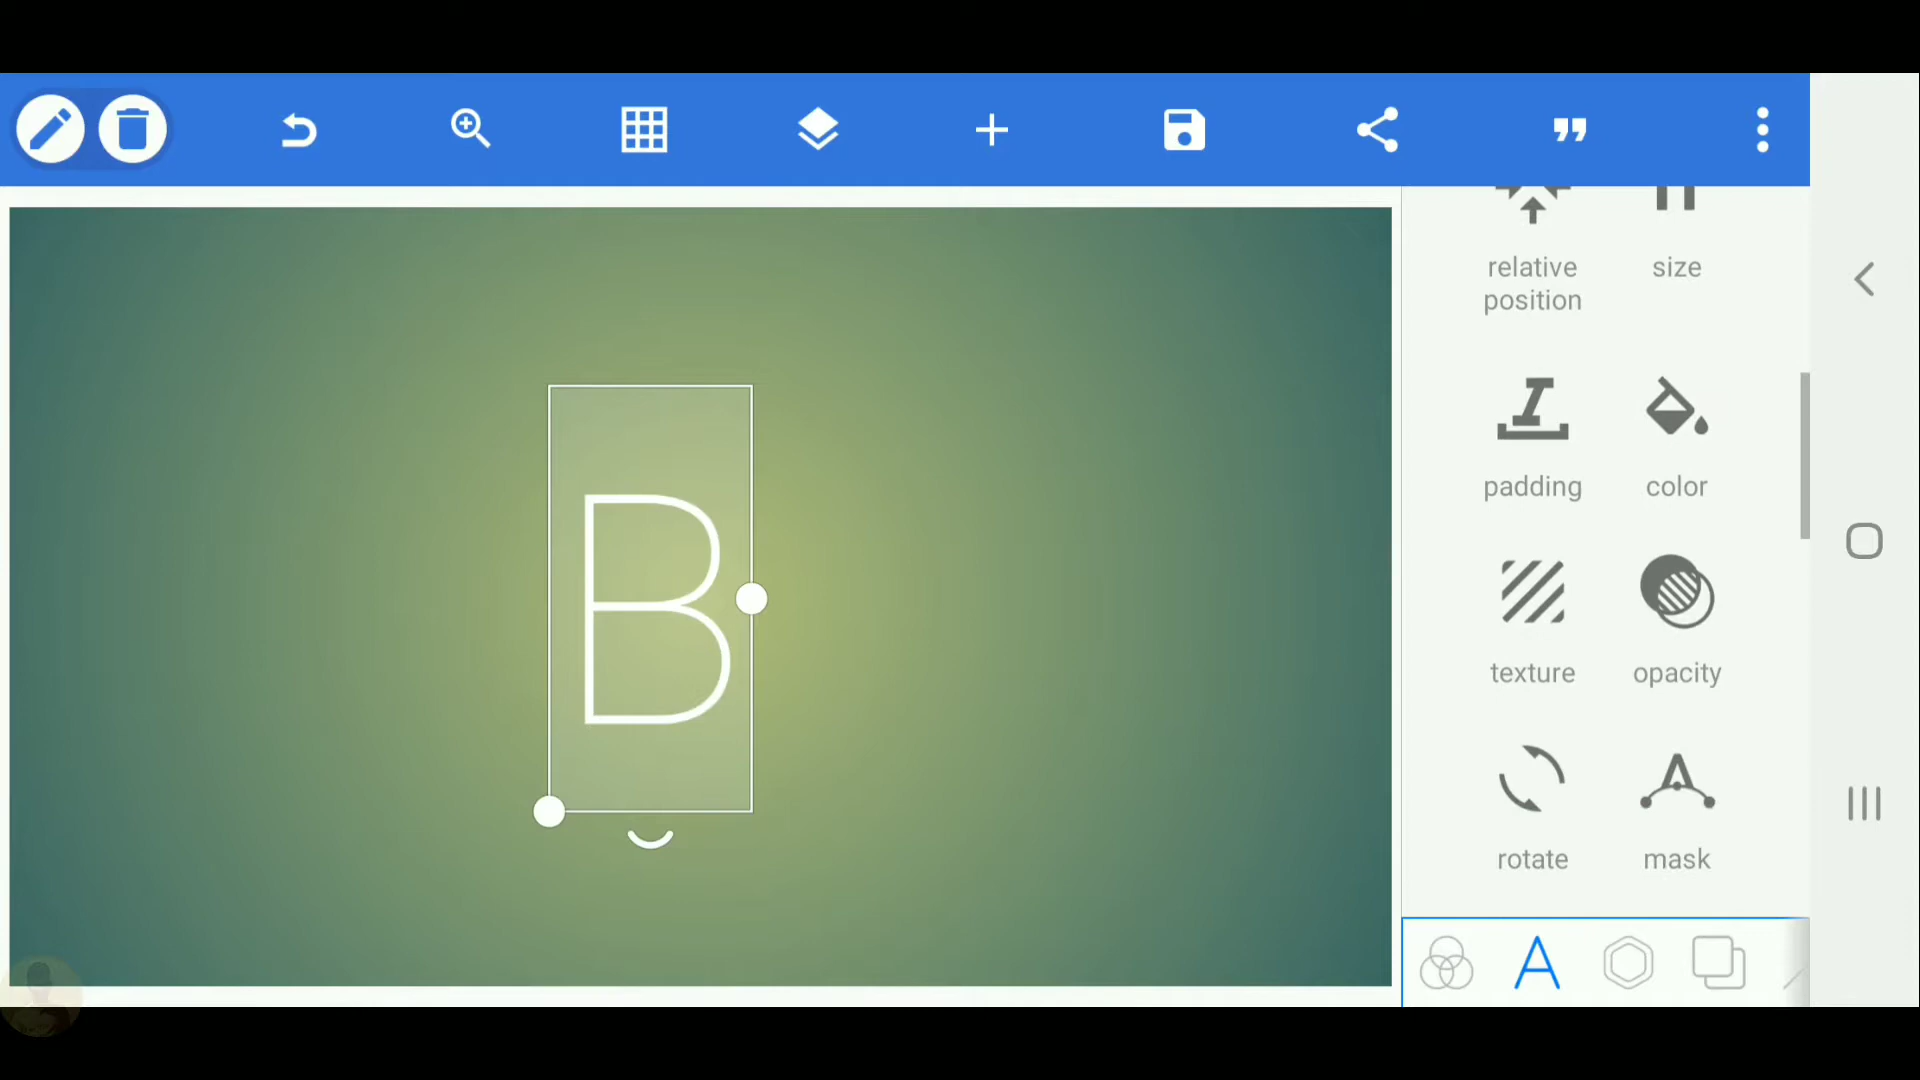 relative
position
size
padding
color
B
texture
opacity
rotate
mask